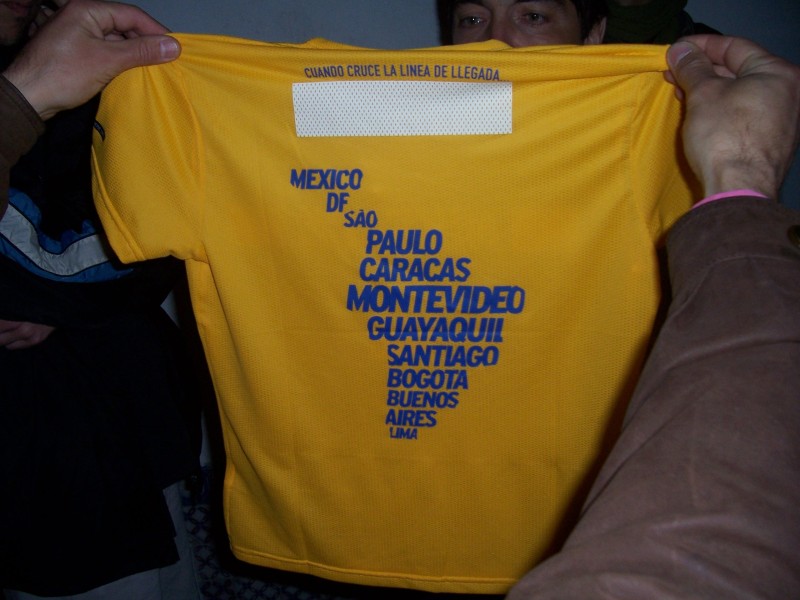 CUANDO CRUCE LA LINEA DE LLEGADA
MEXICO
DF
SÃO
PAULO
CARACAS
MONTEVIDEO
GUAYAQUIL
SANTIAGO
BOGOTA
BUENOS
AIRES
LIMA